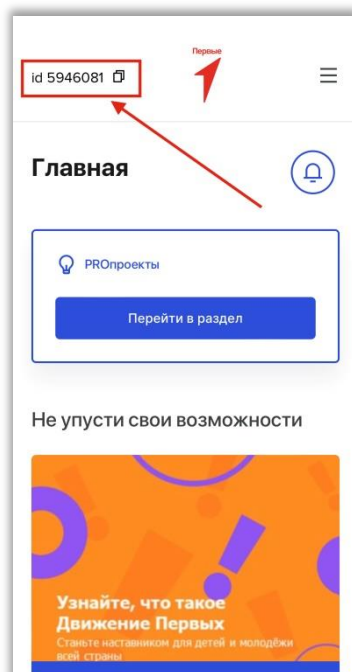 Первые
id 5946081
Главная
PROпроекты
Перейти в раздел
Не упусти свои возможности
Узнайте, что такое
Движение Первых
Станьте наставником для детей и молодёжи
всей страны